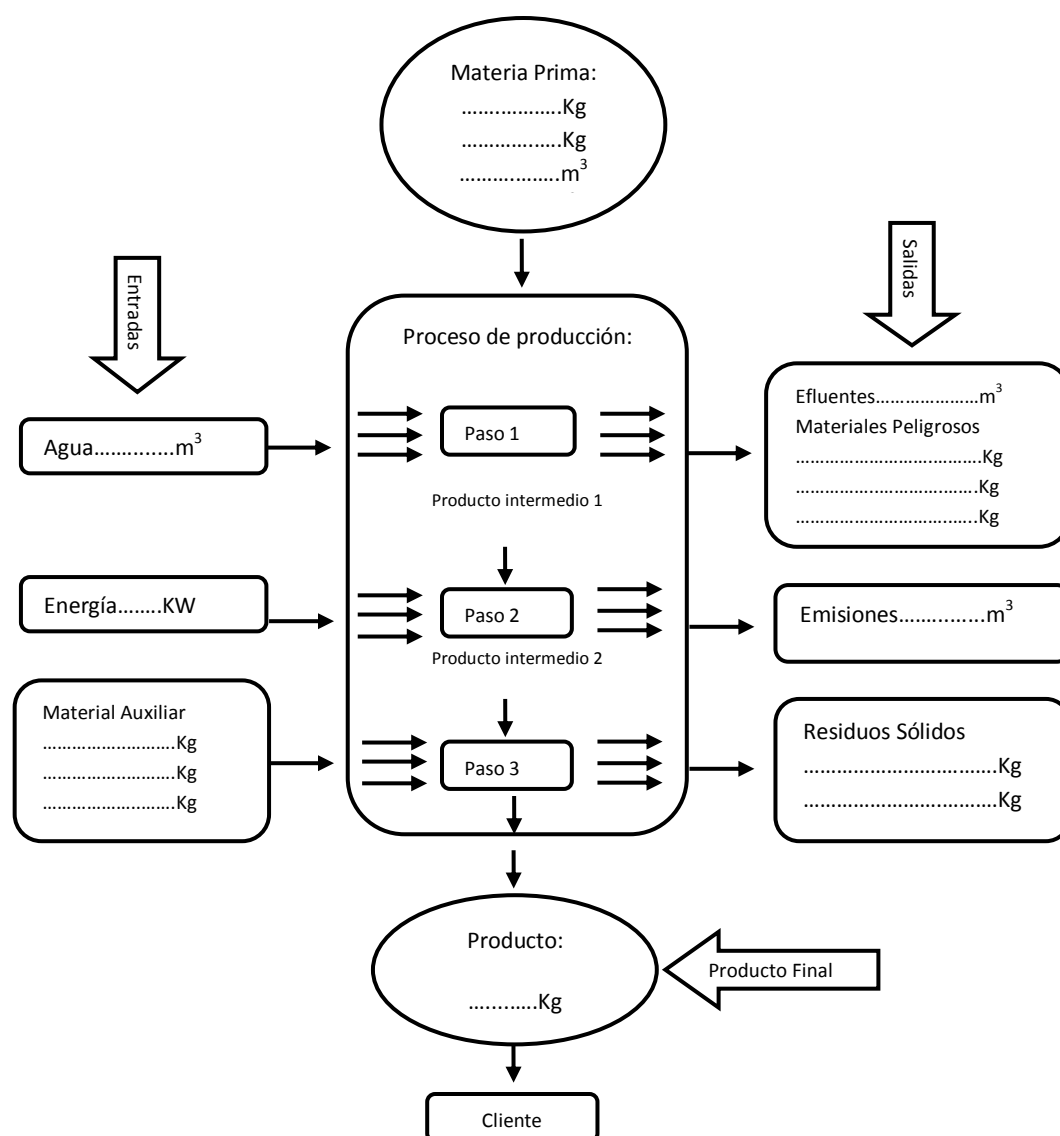 Materia Prima:
…….………..Kg
…………..…..Kg
……….……..m³
Entradas
Salidas
Proceso de producción:
Agua……......m³
Paso 1
Efluentes…………………m³
Materiales Peligrosos
……………………………….Kg
……………..………….……Kg
…………………………..…..Kg
Producto intermedio 1
Energía……..KW
Paso 2
Emisiones……..……...m³
Producto intermedio 2
Material Auxiliar
……………..……….Kg
……………….…….Kg
……………….…….Kg
Paso 3
Residuos Sólidos
……………………..……….Kg
……………………..……….Kg
Producto:
….…...…..Kg
Producto Final
Cliente